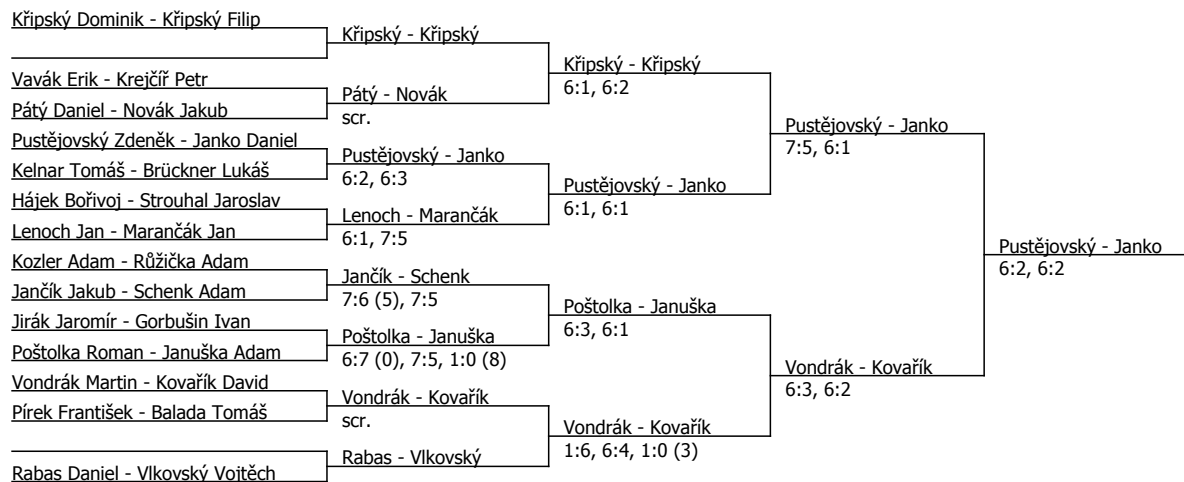 Křipský Dominik - Křipský Filip
Vavák Erik - Krejčíř Petr
Pátý Daniel - Novák Jakub
Pustějovský Zdeněk - Janko Daniel
Kelnar Tomáš - Brückner Lukáš
Hájek Bořivoj - Strouhal Jaroslav
Lenoch Jan - Marančák Jan
Kozler Adam - Růžička Adam
Jančík Jakub - Schenk Adam
Jirák Jaromír - Gorbušin Ivan
Poštolka Roman - Januška Adam
Vondrák Martin - Kovařík David
Pírek František - Balada Tomáš
Rabas Daniel - Vlkovský Vojtěch
Křipský - Křipský
Pátý - Novák
scr.
Pustějovský - Janko
6:2, 6:3
Lenoch - Marančák
6:1, 7:5
Jančík - Schenk
7:6 (5), 7:5
Poštolka - Januška
6:7 (0), 7:5, 1:0 (8)
Vondrák - Kovařík
scr.
Rabas - Vlkovský
Křipský - Křipský
6:1, 6:2
Pustějovský - Janko
6:1, 6:1
Poštolka - Januška
6:3, 6:1
Vondrák - Kovařík
1:6, 6:4, 1:0 (3)
Pustějovský - Janko
7:5, 6:1
Vondrák - Kovařík
6:3, 6:2
Pustějovský - Janko
6:2, 6:2